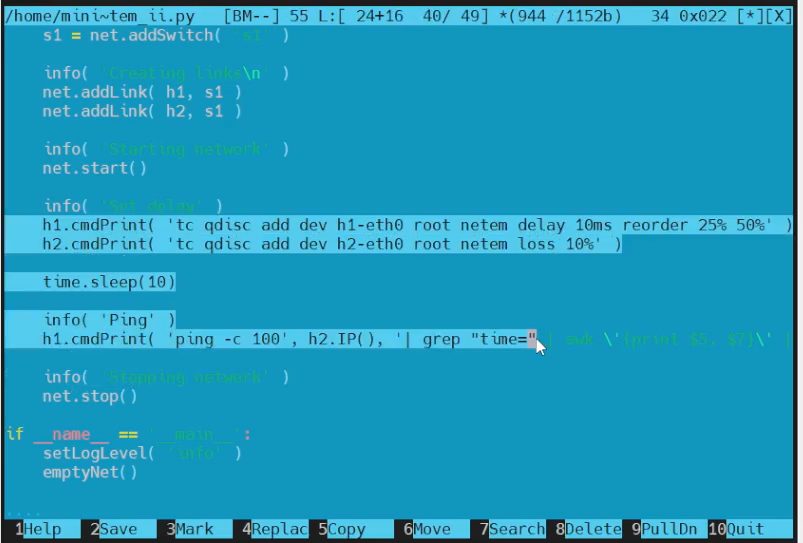 /home/mini~tem_ii.py [BM--] 55 L:[ 24+16 40/ 49] *(944 /1152b) 34 0x022 [*][X]
s1 = net.addSwitch( 's1' )
info( 'Creating links\n' )
net.addLink( h1, s1 )
net.addLink( h2, s1 )
info( 'Starting network' )
net.start()
info( 'Set delay' )
h1.cmdPrint( 'tc qdisc add dev h1-eth0 root netem delay 10ms reorder 25% 50%' )
h2.cmdPrint( 'tc qdisc add dev h2-eth0 root netem loss 10%' )
time.sleep(10)
info( 'Ping' )
h1.cmdPrint( 'ping -c 100', h2.IP(), '| grep "time=" | awk \'{print $5, $7}\' |
info( 'Stopping network' )
net.stop()
if __name__ == '__main__':
setLogLevel( 'info' )
emptyNet()
....
1Help 2Save 3Mark 4Replac 5Copy 6Move 7Search 8Delete 9PullDn 10Quit